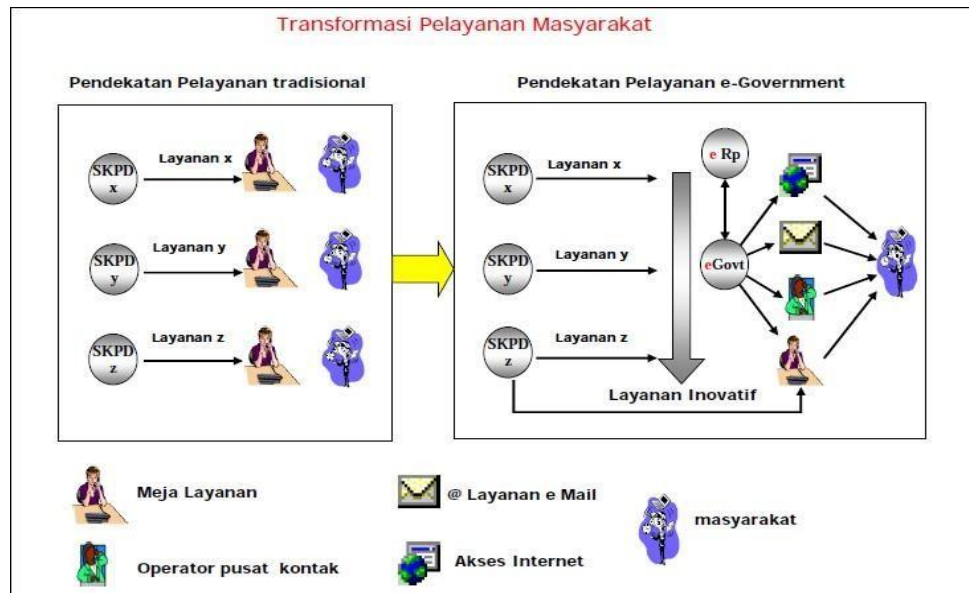 Transformasi Pelayanan Masyarakat
Pendekatan Pelayanan tradisional
Pendekatan Pelayanan e-Government
SKPD
x
Layanan x
SKPD
y
Layanan y
SKPD
z
Layanan z
SKPD
x
Layanan x
SKPD
y
Layanan y
SKPD
z
Layanan z
e Rp
eGovt
Layanan Inovatif
Meja Layanan
@ Layanan e Mail
masyarakat
Operator pusat kontak
Akses Internet